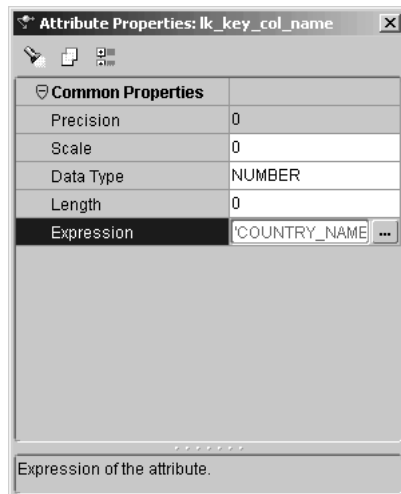 Attribute Properties: lk_key_col_name
Common Properties
Precision 0
Scale 0
Data Type NUMBER
Length 0
Expression 'COUNTRY_NAME ...
Expression of the attribute.